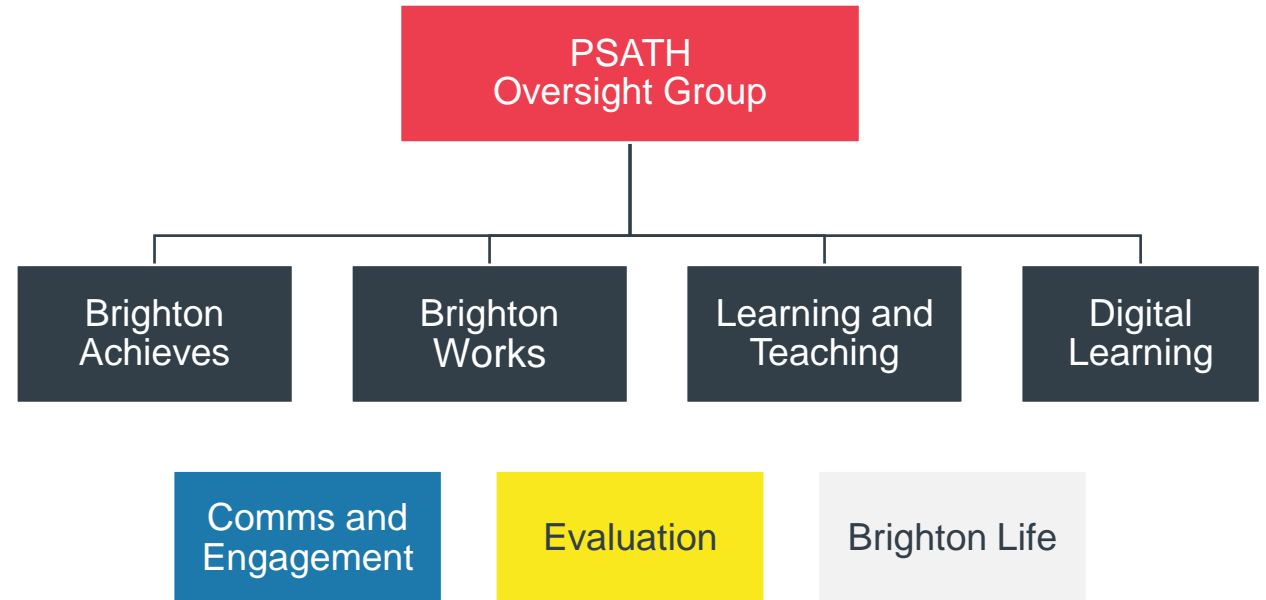 PSATH
Oversight Group
Brighton
Achieves
Brighton
Works
Learning and
Teaching
Digital
Learning
Comms and
Engagement
Evaluation
Brighton Life